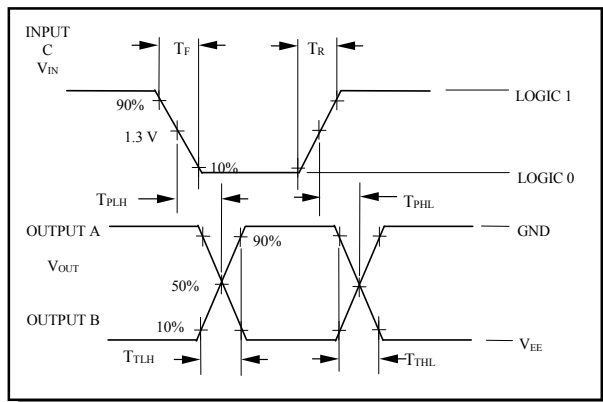 INPUT
C
VIN
TF
TR
90%
LOGIC 1
1.3 V
10%
LOGIC 0
TPLH
TPHL
OUTPUT A
GND
90%
VOUT
50%
OUTPUT B
10%
VEE
TTLH
TTHL